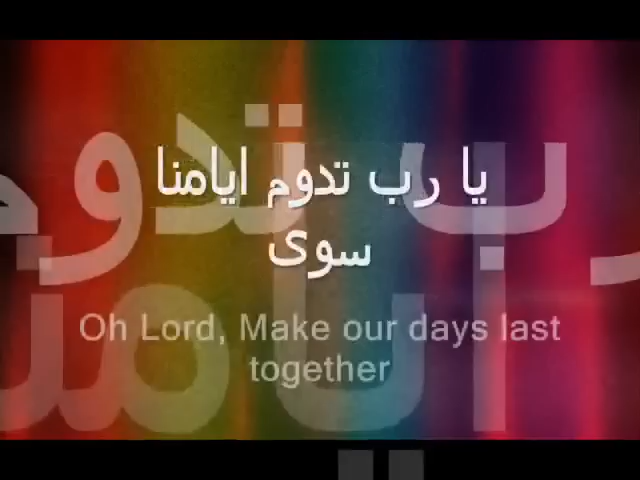 يا رب تدوم ايامنا
سوى
Oh Lord, Make our days last
together